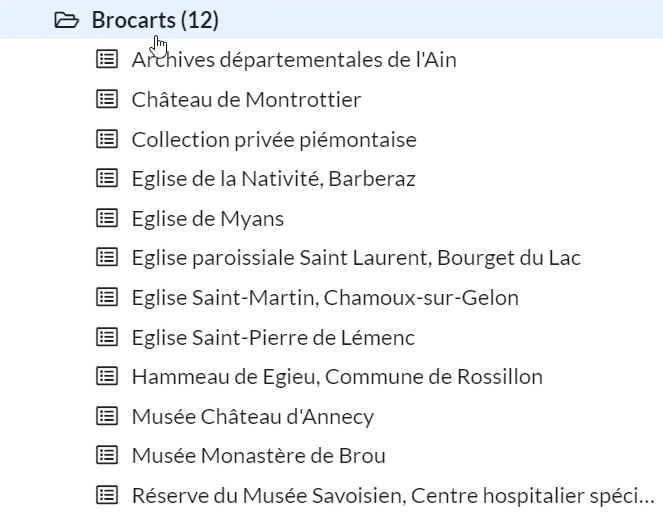 Brocarts (12)
Archives départementales de l'Ain
Château de Montrottier
Collection privée piémontaise
Eglise de la Nativité, Barberaz
Eglise de Myans
Eglise paroissiale Saint Laurent, Bourget du Lac
Eglise Saint-Martin, Chamoux-sur-Gelon
Eglise Saint-Pierre de Lémenc
Hammeau de Egieu, Commune de Rossillon
Musée Château d'Annecy
Musée Monastère de Brou
Réserve du Musée Savoisien, Centre hospitalier spéci...